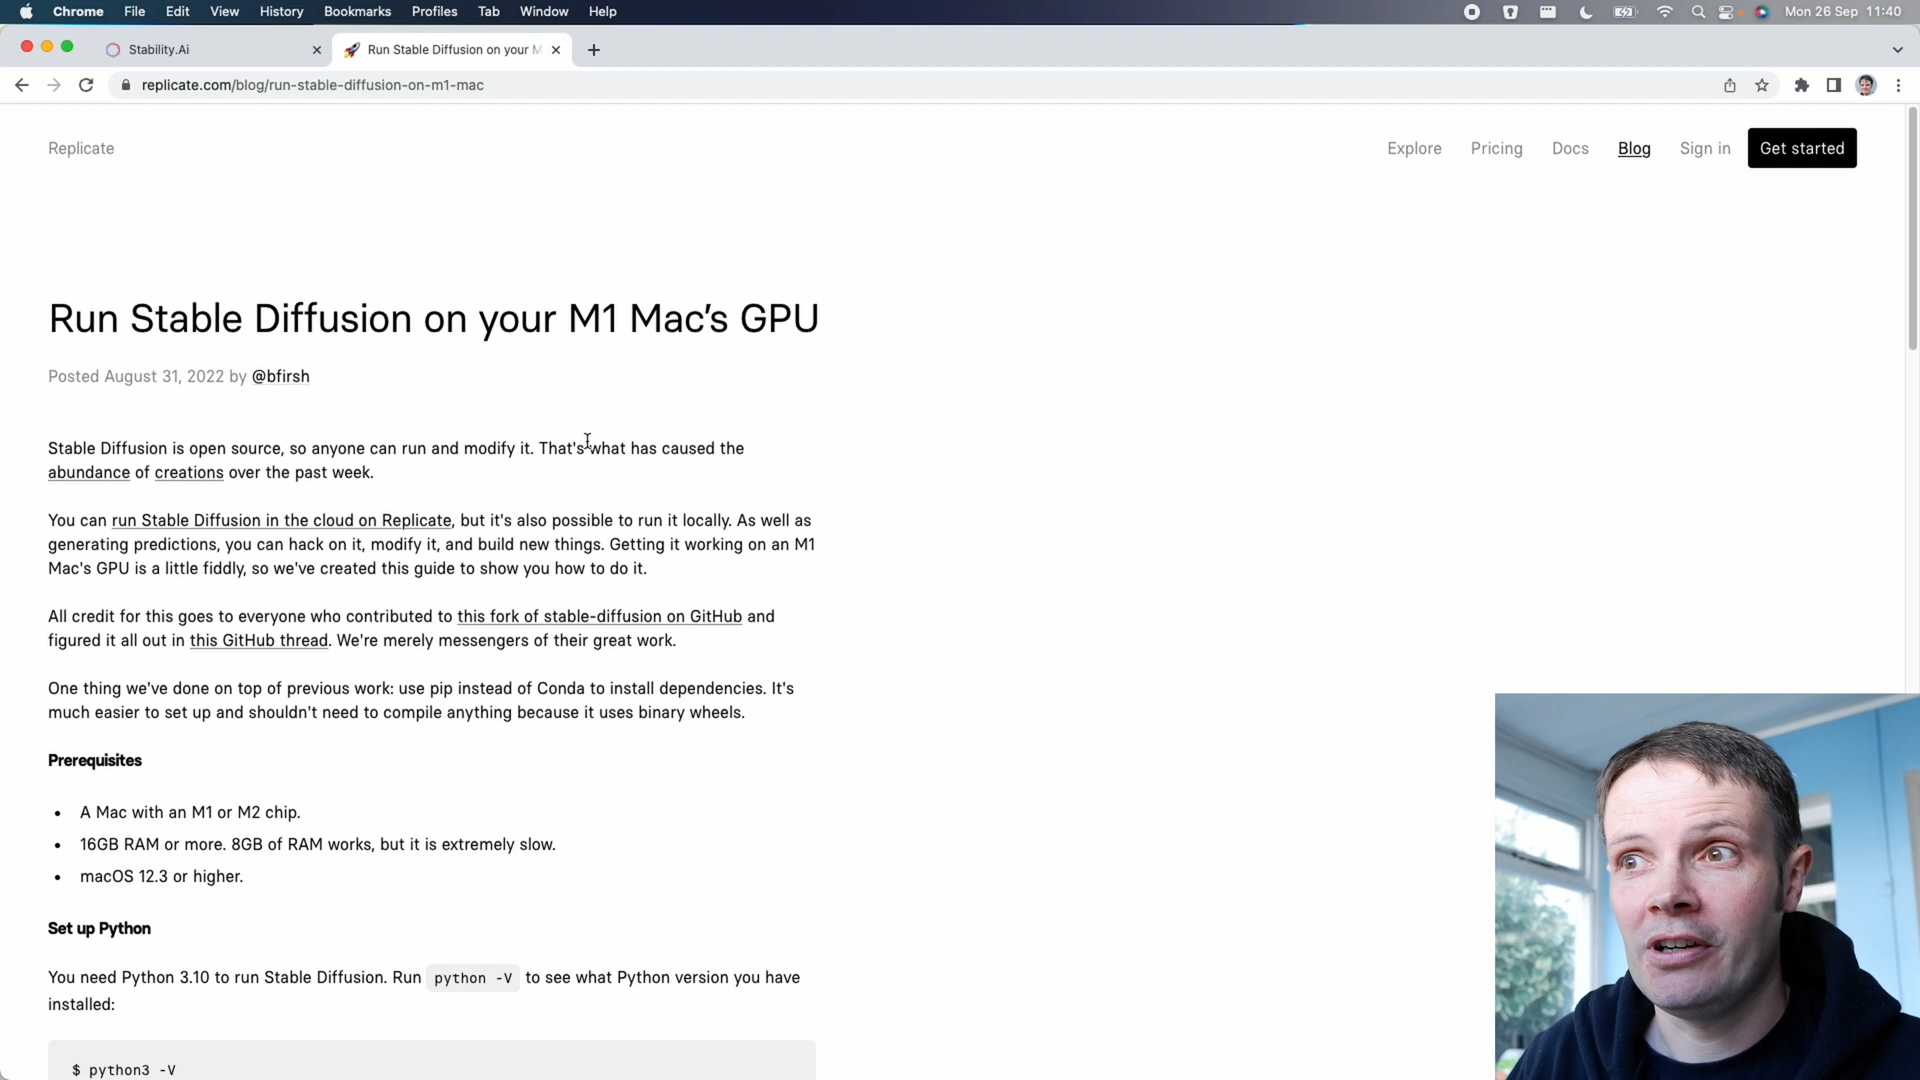 Chrome File Edit View History Bookmarks Profiles Tab Window Help Mon 26 Sep 11:40
Stability.Ai Run Stable Diffusion on your M
replicate.com/blog/run-stable-diffusion-on-m1-mac
Replicate Explore Pricing Docs Blog Sign in Get started
Run Stable Diffusion on your M1 Mac's GPU
Posted August 31, 2022 by @bfirsh
Stable Diffusion is open source, so anyone can run and modify it. That's what has caused the
abundance of creations over the past week.
You can run Stable Diffusion in the cloud on Replicate, but it's also possible to run it locally. As well as
generating predictions, you can hack on it, modify it, and build new things. Getting it working on an M1
Mac's GPU is a little fiddly, so we've created this guide to show you how to do it.
All credit for this goes to everyone who contributed to this fork of stable-diffusion on GitHub and
figured it all out in this GitHub thread. We're merely messengers of their great work.
One thing we've done on top of previous work: use pip instead of Conda to install dependencies. It's
much easier to set up and shouldn't need to compile anything because it uses binary wheels.
Prerequisites
• A Mac with an M1 or M2 chip.
• 16GB RAM or more. 8GB of RAM works, but it is extremely slow.
• macOS 12.3 or higher.
Set up Python
You need Python 3.10 to run Stable Diffusion. Run python -V to see what Python version you have
installed:
$ python3 -V